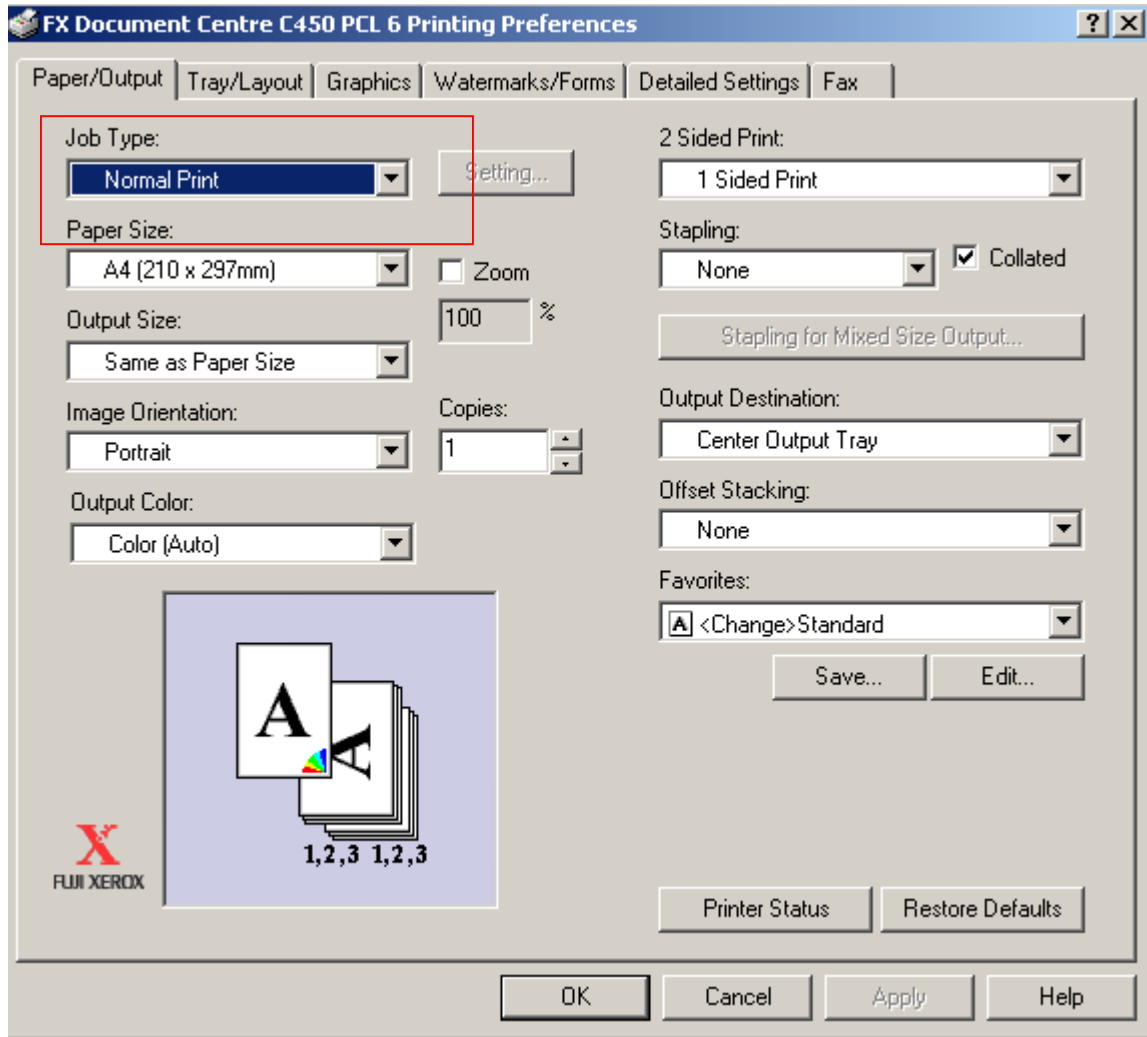 FX Document Centre C450 PCL 6 Printing Preferences
Paper/Output
Tray/Layout
Graphics
Watermarks/Forms
Detailed Settings
Fax
Job Type:
Normal Print
Setting...
Paper Size:
A4 (210 x 297mm)
Zoom
100 %
Output Size:
Same as Paper Size
Image Orientation:
Portrait
Copies:
1
Output Color:
Color (Auto)
A
A
1,2,3 1,2,3
X
FUJI XEROX
2 Sided Print:
1 Sided Print
Stapling:
None
Collated
Stapling for Mixed Size Output...
Output Destination:
Center Output Tray
Offset Stacking:
None
Favorites:
A <Change>Standard
Save...
Edit...
Printer Status
Restore Defaults
OK
Cancel
Apply
Help